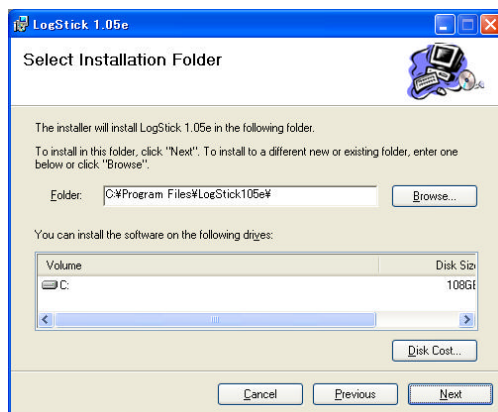 LogStick 1.05e
Select Installation Folder
The installer will install LogStick 1.05e in the following folder.
To install in this folder, click "Next". To install to a different new or existing folder, enter one
below or click "Browse".
Folder:
C:¥Program Files¥LogStick105e¥
Browse...
You can install the software on the following drives:
Volume
Disk Size
C:
108GB
Disk Cost...
Cancel
Previous
Next